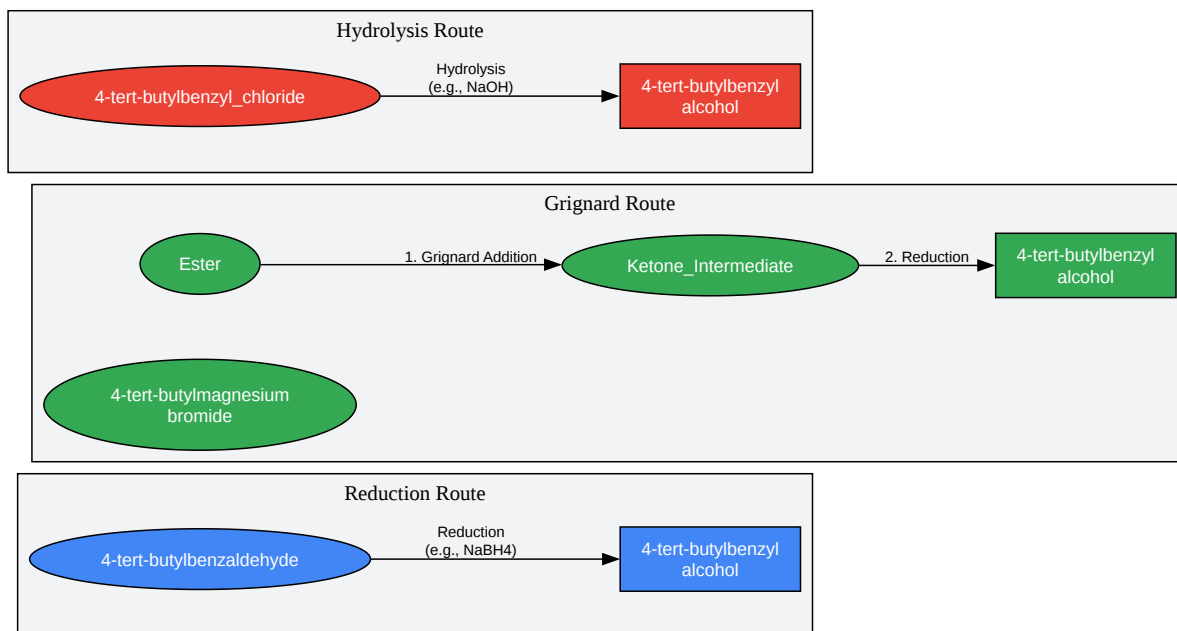 Hydrolysis Route
4-tert-butylbenzyl_chloride
Hydrolysis
(e.g., NaOH)
4-tert-butylbenzyl
alcohol
Grignard Route
Ester
1. Grignard Addition
Ketone_Intermediate
2. Reduction
4-tert-butylbenzyl
alcohol
4-tert-butylmagnesium
bromide
Reduction Route
4-tert-butylbenzaldehyde
Reduction
(e.g., NaBH4)
4-tert-butylbenzyl
alcohol